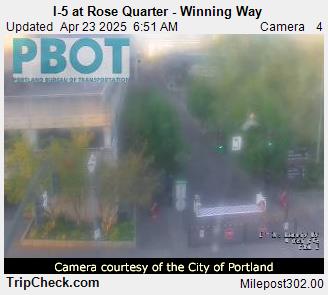 I-5 at Rose Quarter - Winning Way
Updated Apr 23 2025 6:51 AM Camera 4
PBOT
PORTLAND BUREAU OF TRANSPORTATION
Camera courtesy of the City of Portland
TripCheck.com Milepost302.00